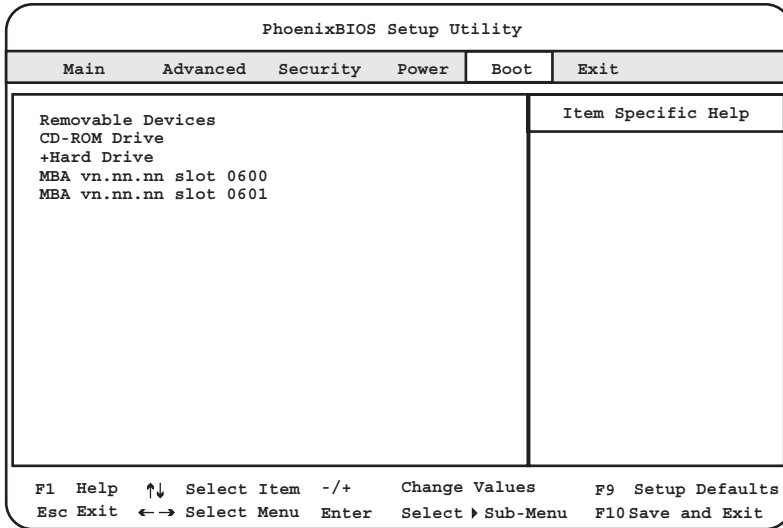 PhoenixBIOS Setup Utility
Main Advanced Security Power Boot Exit
Removable Devices
CD-ROM Drive
+Hard Drive
MBA vn.nn.nn slot 0600
MBA vn.nn.nn slot 0601
Item Specific Help
F1 Help ↑↓ Select Item -/+ Change Values F9 Setup Defaults
Esc Exit ←→ Select Menu Enter Select ▶ Sub-Menu F10 Save and Exit